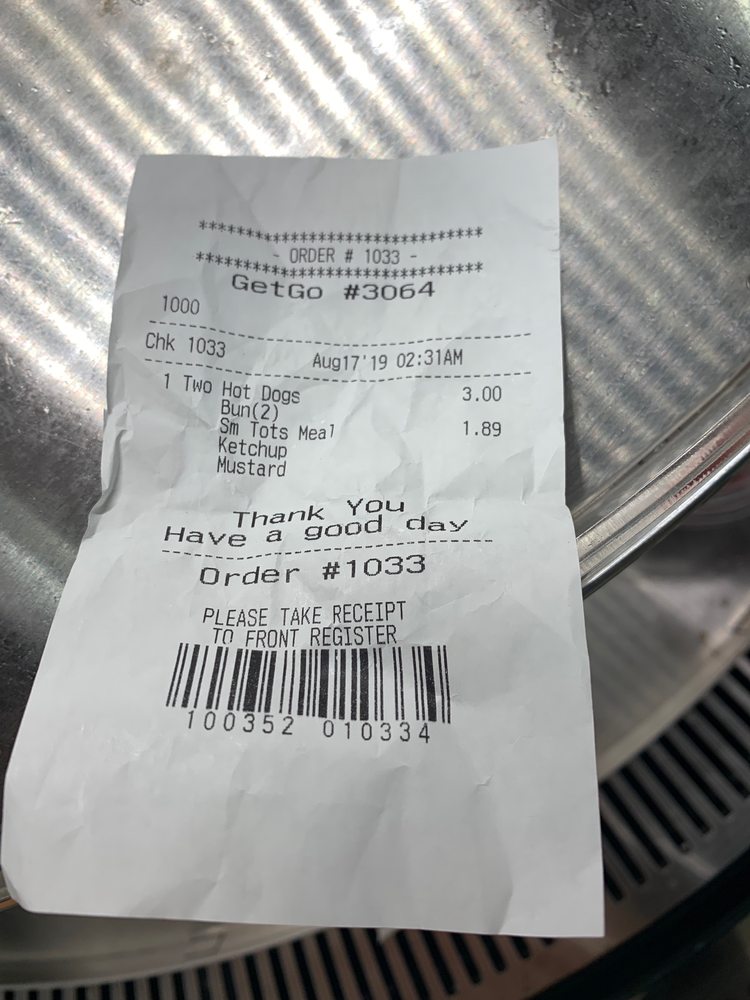 **********************************
- ORDER # 1033 -
**********************************
GetGo #3064
1000
----------------------------------------
Chk 1033 Aug17'19 02:31AM
----------------------------------------
1 Two Hot Dogs 3.00
Bun(2)
Sm Tots Meal 1.89
Ketchup
Mustard
Thank You
Have a good day
----------------------------------------
Order #1033
PLEASE TAKE RECEIPT
TO FRONT REGISTER
100352 010334